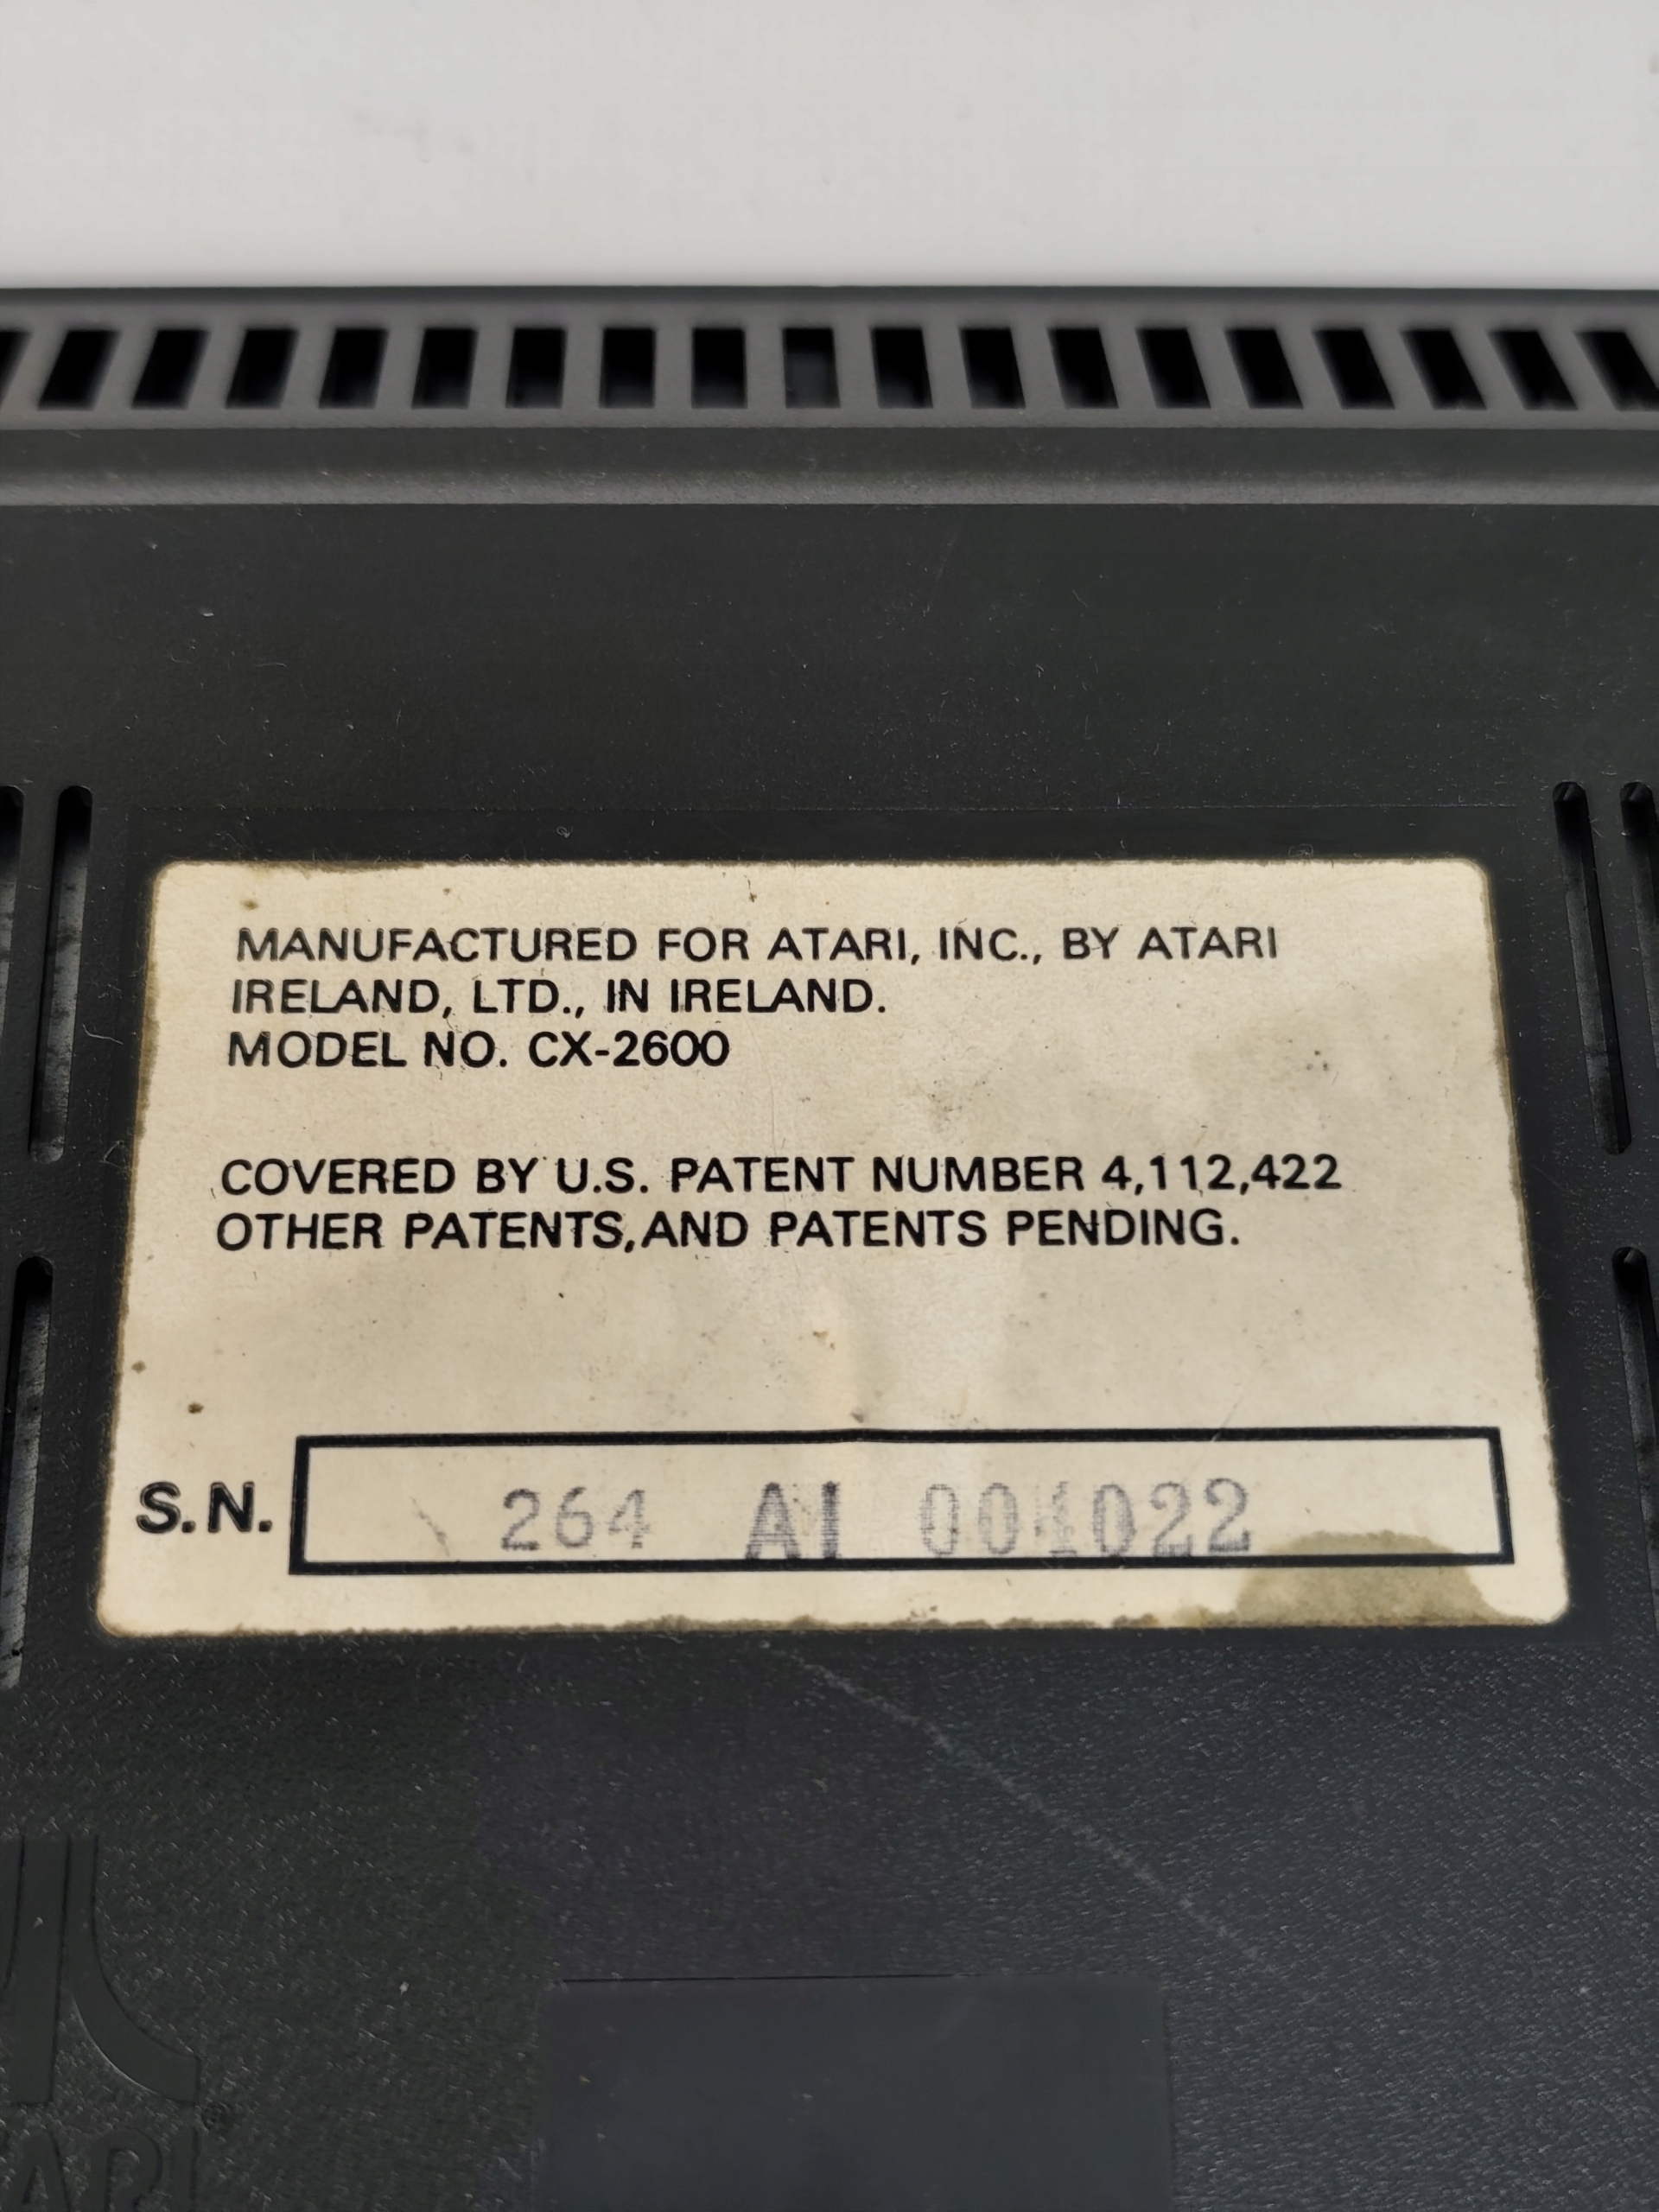 MANUFACTURED FOR ATARI, INC., BY ATARI
IRELAND, LTD., IN IRELAND.
MODEL NO. CX-2600
COVERED BY U.S. PATENT NUMBER 4,112,422
OTHER PATENTS, AND PATENTS PENDING.
S.N. 264 AI 001022